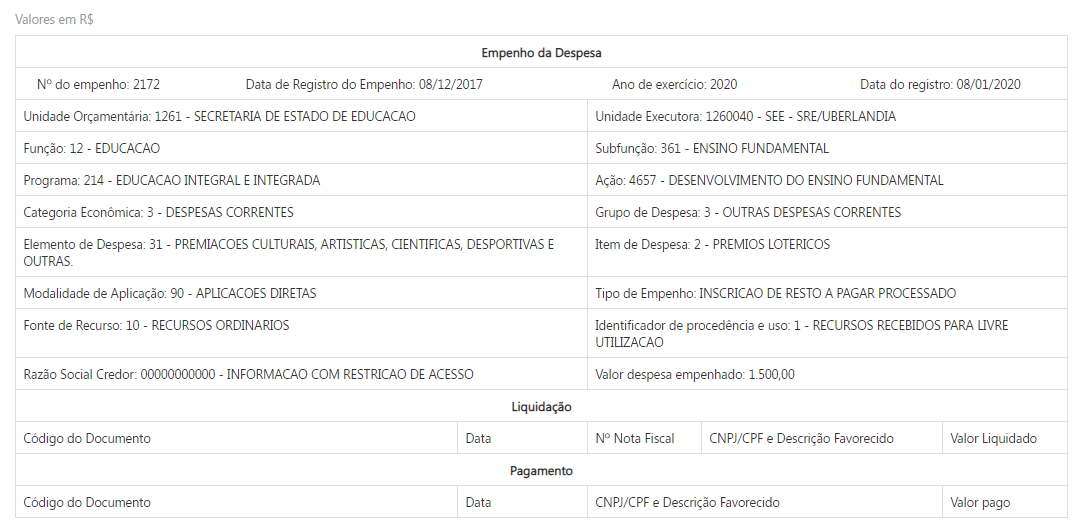 Valores em R$
Empenho da Despesa
Nº do empenho: 2172 Data de Registro do Empenho: 08/12/2017 Ano de exercício: 2020 Data do registro: 08/01/2020
Unidade Orçamentária: 1261 - SECRETARIA DE ESTADO DE EDUCACAO Unidade Executora: 1260040 - SEE - SRE/UBERLANDIA
Função: 12 - EDUCACAO Subfunção: 361 - ENSINO FUNDAMENTAL
Programa: 214 - EDUCACAO INTEGRAL E INTEGRADA Ação: 4657 - DESENVOLVIMENTO DO ENSINO FUNDAMENTAL
Categoria Econômica: 3 - DESPESAS CORRENTES Grupo de Despesa: 3 - OUTRAS DESPESAS CORRENTES
Elemento de Despesa: 31 - PREMIACOES CULTURAIS, ARTISTICAS, CIENTIFICAS, DESPORTIVAS E
OUTRAS.
Item de Despesa: 2 - PREMIOS LOTERICOS
Modalidade de Aplicação: 90 - APLICACOES DIRETAS Tipo de Empenho: INSCRICAO DE RESTO A PAGAR PROCESSADO
Fonte de Recurso: 10 - RECURSOS ORDINARIOS
Identificador de procedência e uso: 1 - RECURSOS RECEBIDOS PARA LIVRE
UTILIZACAO
Razão Social Credor: 00000000000 - INFORMACAO COM RESTRICAO DE ACESSO Valor despesa empenhado: 1.500,00
Liquidação
Código do Documento Data Nº Nota Fiscal CNPJ/CPF e Descrição Favorecido Valor Liquidado
Pagamento
Código do Documento Data CNPJ/CPF e Descrição Favorecido Valor pago